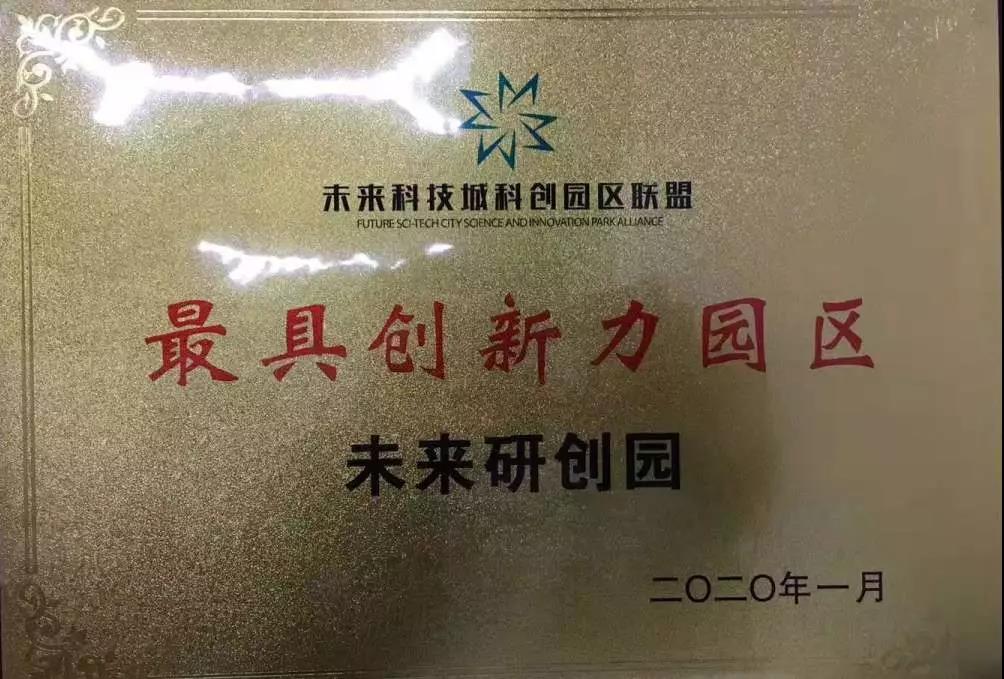 未来科技城科创园区联盟
FUTURE SCI-TECH CITY SCIENCE AND INNOVATION PARK ALLIANCE
最具创新力园区
未来研创园
二〇二〇年一月